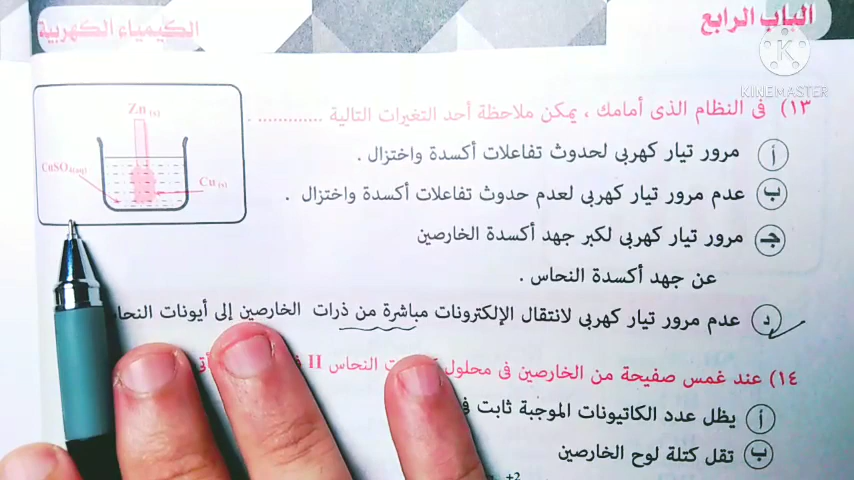 الباب الرابع
الكيمياء الكهربية
KINEMASTER
١٣) فى النظام الذى أمامك ، يمكن ملاحظة أحد التغيرات التالية .............
Zn(s)
CuSO4(aq)
Cu(s)
أ مرور تيار كهربى لحدوث تفاعلات أكسدة واختزال .
ب عدم مرور تيار كهربى لعدم حدوث تفاعلات أكسدة واختزال .
جـ مرور تيار كهربى لكبر جهد أكسدة الخارصين
عن جهد أكسدة النحاس .
د عدم مرور تيار كهربى لانتقال الإلكترونات مباشرة من ذرات الخارصين إلى أيونات
١٤) عند غمس صفيحة من الخارصين فى محلول النحاس II
أ يظل عدد الكاتيونات الموجبة ثابت
ب تقل كتلة لوح الخارصين
+2